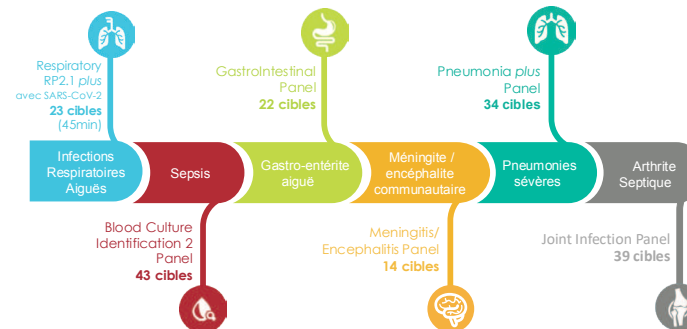 Respiratory
RP2.1 plus
avec SARS-CoV-2
23 cibles
(45min)
GastroIntestinal
Panel
22 cibles
Pneumonia plus
Panel
34 cibles
Infections
Respiratoires
Aiguës
Sepsis
Gastro-entérite
aiguë
Méningite /
encéphalite
communautaire
Pneumonies
sévères
Arthrite
Septique
Blood Culture
Identification 2
Panel
43 cibles
Meningitis/
Encephalitis Panel
14 cibles
Joint Infection Panel
39 cibles